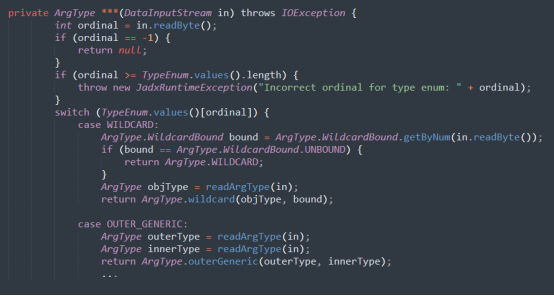 private ArgType ***(DataInputStream in) throws IOException {
int ordinal = in.readByte();
if (ordinal == -1) {
return null;
}
if (ordinal >= TypeEnum.values().length) {
throw new JadxRuntimeException("Incorrect ordinal for type enum: " + ordinal);
}
switch (TypeEnum.values()[ordinal]) {
case WILDCARD:
ArgType.WildcardBound bound = ArgType.WildcardBound.getByNum(in.readByte());
if (bound == ArgType.WildcardBound.UNBOUND) {
return ArgType.WILDCARD;
}
ArgType objType = readArgType(in);
return ArgType.wildcard(objType, bound);
case OUTER_GENERIC:
ArgType outerType = readArgType(in);
ArgType innerType = readArgType(in);
return ArgType.outerGeneric(outerType, innerType);
...